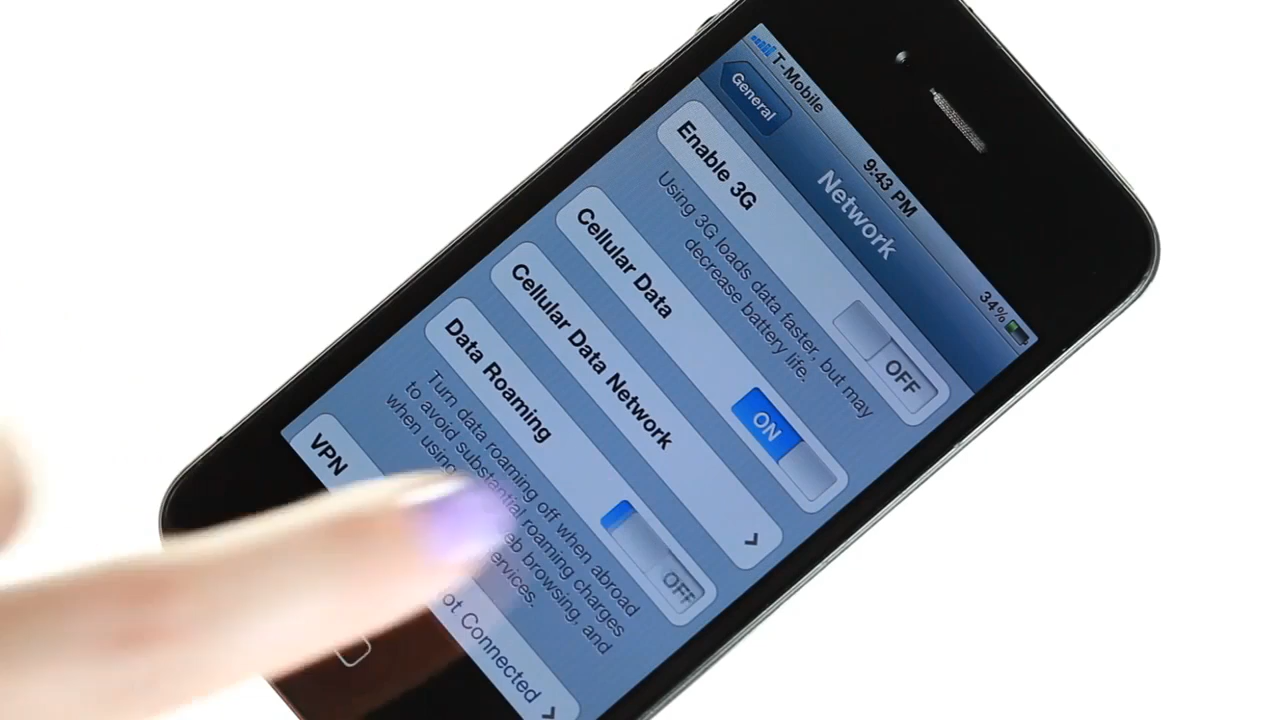 T-Mobile
9:43 PM
34%
General
Network
Enable 3G
OFF
Using 3G loads data faster, but may
decrease battery life.
Cellular Data
ON
Cellular Data Network
Data Roaming
OFF
Turn data roaming off when abroad
to avoid substantial roaming charges
when using browsing, and
services.
VPN
Connected